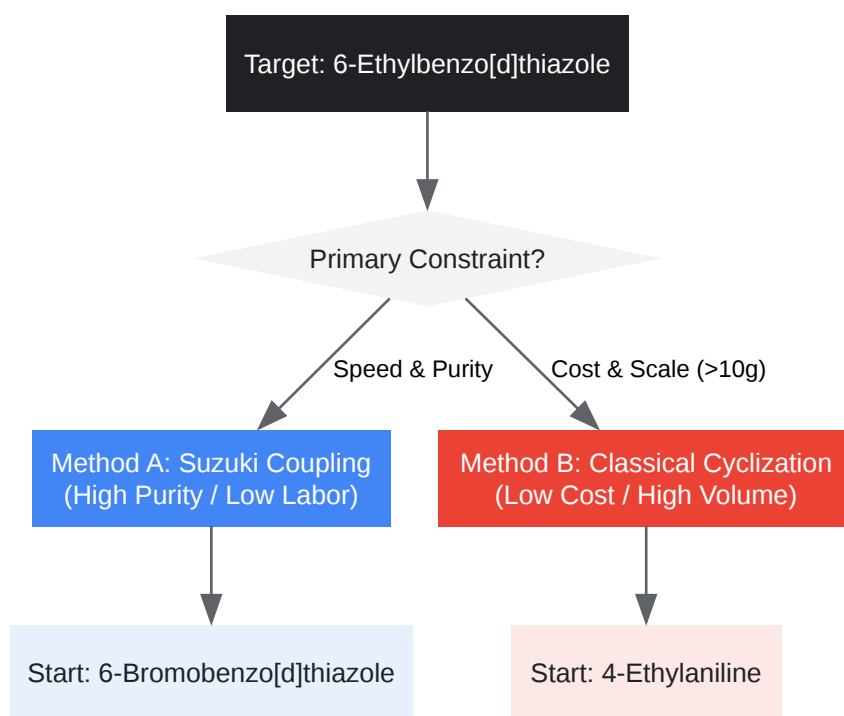 Target: 6-Ethylbenzo[d]thiazole
Primary Constraint?
Speed & Purity
Cost & Scale (>10g)
Method A: Suzuki Coupling
(High Purity / Low Labor)
Method B: Classical Cyclization
(Low Cost / High Volume)
Start: 6-Bromobenzo[d]thiazole
Start: 4-Ethylaniline